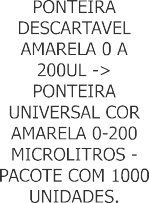 PONTEIRA
DESCARTAVEL
AMARELA 0 A
200UL ->
PONTEIRA
UNIVERSAL COR
AMARELA 0-200
MICROLITROS -
PACOTE COM 1000
UNIDADES.